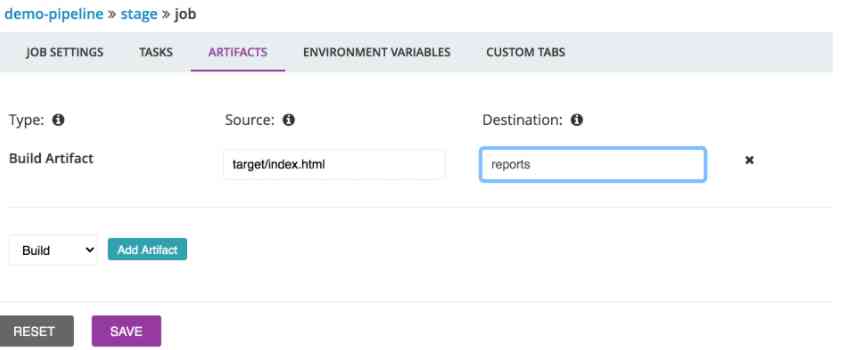 demo-pipeline » stage » job
JOB SETTINGS TASKS ARTIFACTS ENVIRONMENT VARIABLES CUSTOM TABS
Type: Source: Destination:
Build Artifact target/index.html reports
Build Add Artifact
RESET SAVE